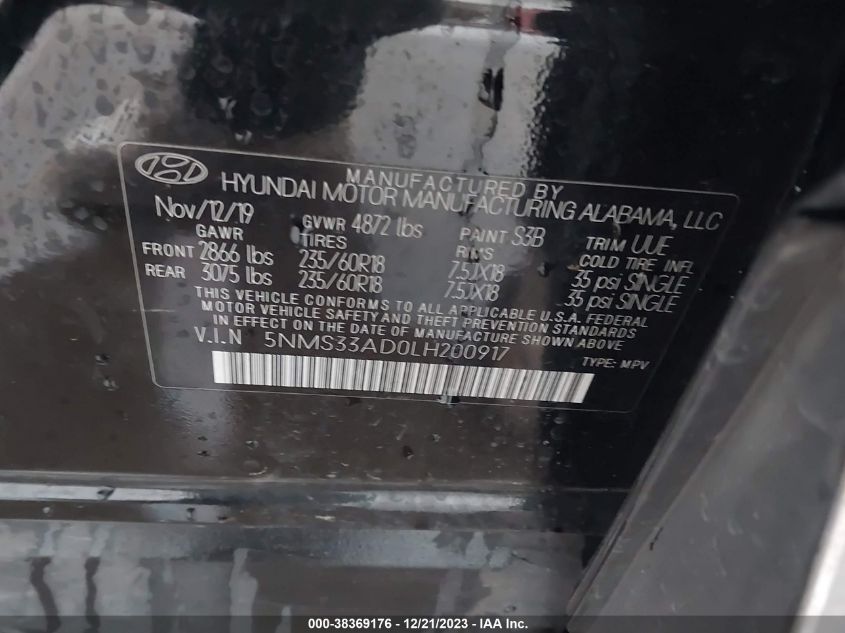 MANUFACTURED BY
HYUNDAI MOTOR MANUFACTURING ALABAMA, LLC
Nov/12/19 GVWR 4872 lbs PAINT S3B TRIM UUE
GAWR TIRES RIMS COLD TIRE INFL
FRONT 2866 lbs 235/60R18 7.5JX18 35 psi SINGLE
REAR 3075 lbs 235/60R18 7.5JX18 35 psi SINGLE
THIS VEHICLE CONFORMS TO ALL APPLICABLE U.S.A. FEDERAL
MOTOR VEHICLE SAFETY AND THEFT PREVENTION STANDARDS
IN EFFECT ON THE DATE OF MANUFACTURE SHOWN ABOVE.
V.I.N 5NMS33AD0LH200917 TYPE: MPV
000-38369176 - 12/21/2023 - IAA Inc.